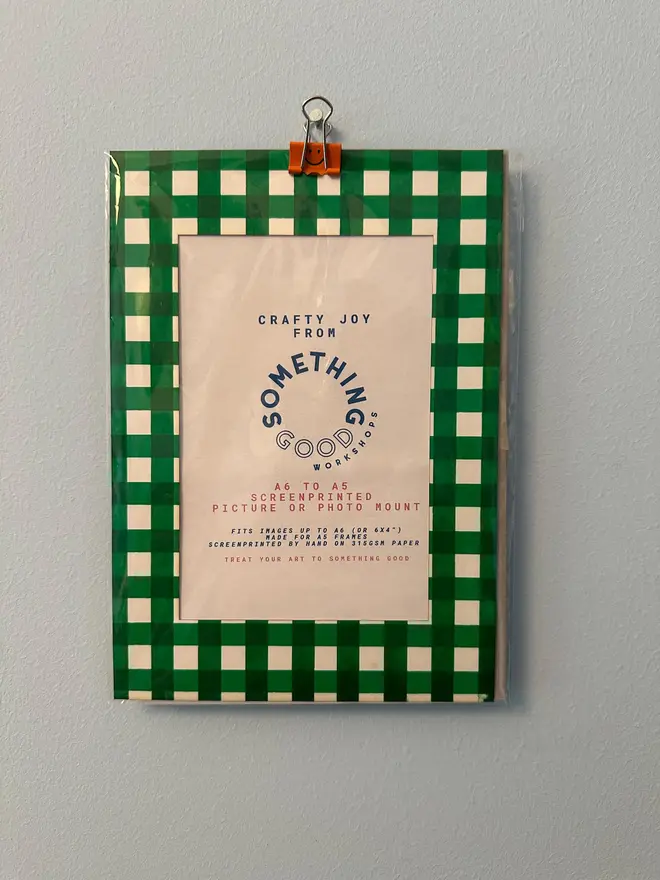 CRAFTY JOY
FROM
SOMETHING
GOOD
WORKSHOPS
A6 TO A5
SCREENPRINTED
PICTURE OR PHOTO MOUNT
FITS IMAGES UP TO A6 (OR 6X4")
MADE FOR A5 FRAMES
SCREENPRINTED BY HAND ON 315GSM PAPER
TREAT YOUR ART TO SOMETHING GOOD